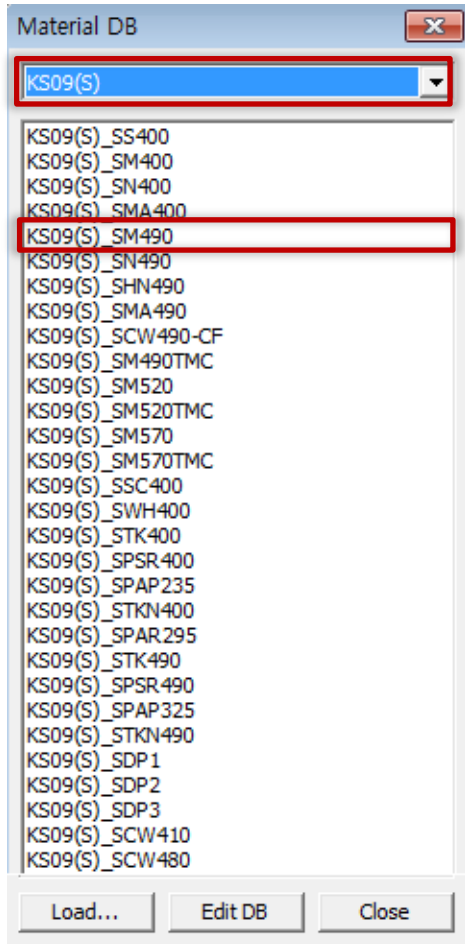 Material DB
KS09(S)
KS09(S)_SS400
KS09(S)_SM400
KS09(S)_SN400
KS09(S)_SMA400
KS09(S)_SM490
KS09(S)_SN490
KS09(S)_SHN490
KS09(S)_SMA490
KS09(S)_SCW490-CF
KS09(S)_SM490TMC
KS09(S)_SM520
KS09(S)_SM520TMC
KS09(S)_SM570
KS09(S)_SM570TMC
KS09(S)_SSC400
KS09(S)_SWH400
KS09(S)_STK400
KS09(S)_SPSR400
KS09(S)_SPAP235
KS09(S)_STKN400
KS09(S)_SPAR295
KS09(S)_STK490
KS09(S)_SPSR490
KS09(S)_SPAP325
KS09(S)_STKN490
KS09(S)_SDP1
KS09(S)_SDP2
KS09(S)_SDP3
KS09(S)_SCW410
KS09(S)_SCW480
Load... Edit DB Close